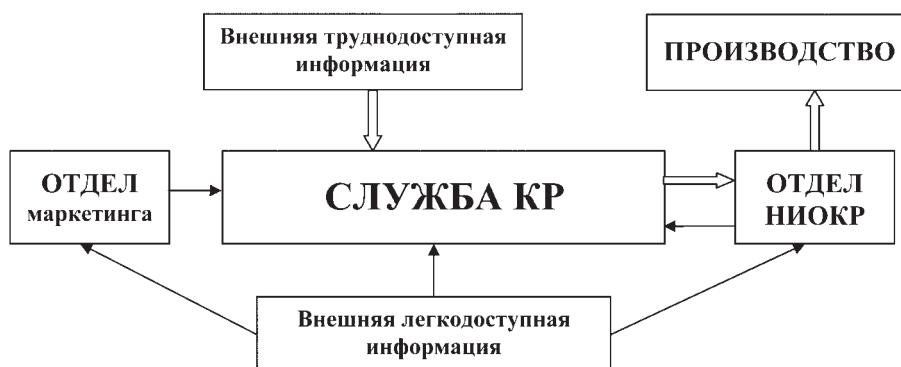 Внешняя труднодоступная
информация
ПРОИЗВОДСТВО
ОТДЕЛ
маркетинга
СЛУЖБА КР
ОТДЕЛ
НИОКР
Внешняя легкодоступная
информация